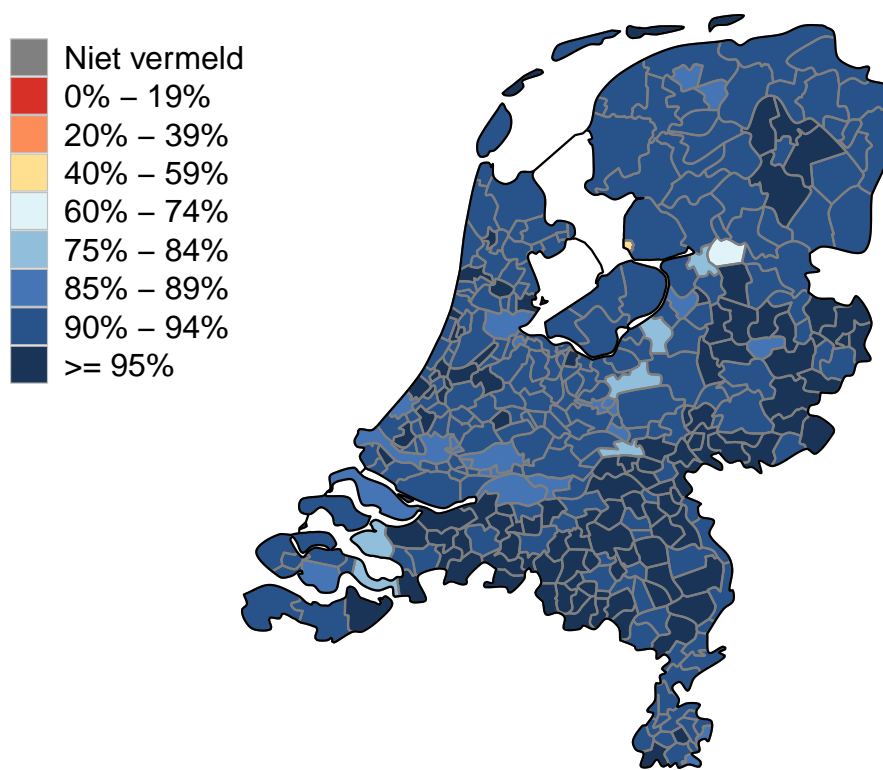 Niet vermeld
0% – 19%
20% – 39%
40% – 59%
60% – 74%
75% – 84%
85% – 89%
90% – 94%
>= 95%